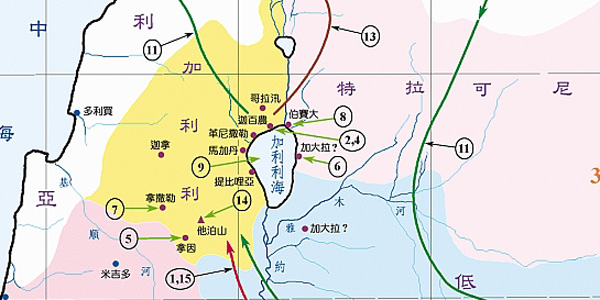 中
利
⑪
加
⑬
特拉可尼
哥拉汛
多利買
迦百農
伯賽大
⑧
海
利
革尼撒勒
②,4
迦拿
馬加丹
加利利海
加大拉?
⑥
⑪
⑨
亞
基順河
提比哩亞
3
拿撒勒
利
⑭
⑦
木
河
⑤
他泊山
雅
加大拉?
拿因
約
米吉多
1,15
低